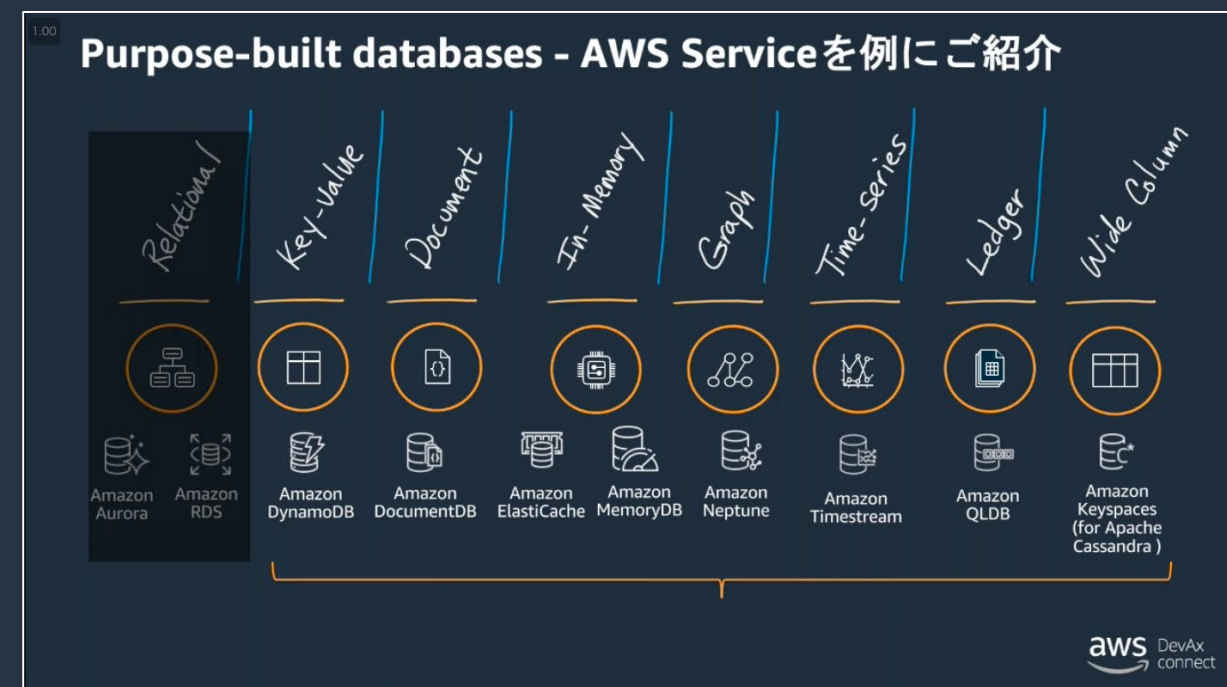 1.00
Purpose-built databases - AWS Serviceを例にご紹介
Relational
Key-Value
Document
In-Memory
Graph
Time-series
Ledger
Wide Column
Amazon
Aurora
Amazon
RDS
Amazon
DynamoDB
Amazon
DocumentDB
Amazon
ElastiCache
Amazon
MemoryDB
Amazon
Neptune
Amazon
Timestream
Amazon
QLDB
Amazon
Keyspaces
(for Apache
Cassandra )
aws
DevAx
connect